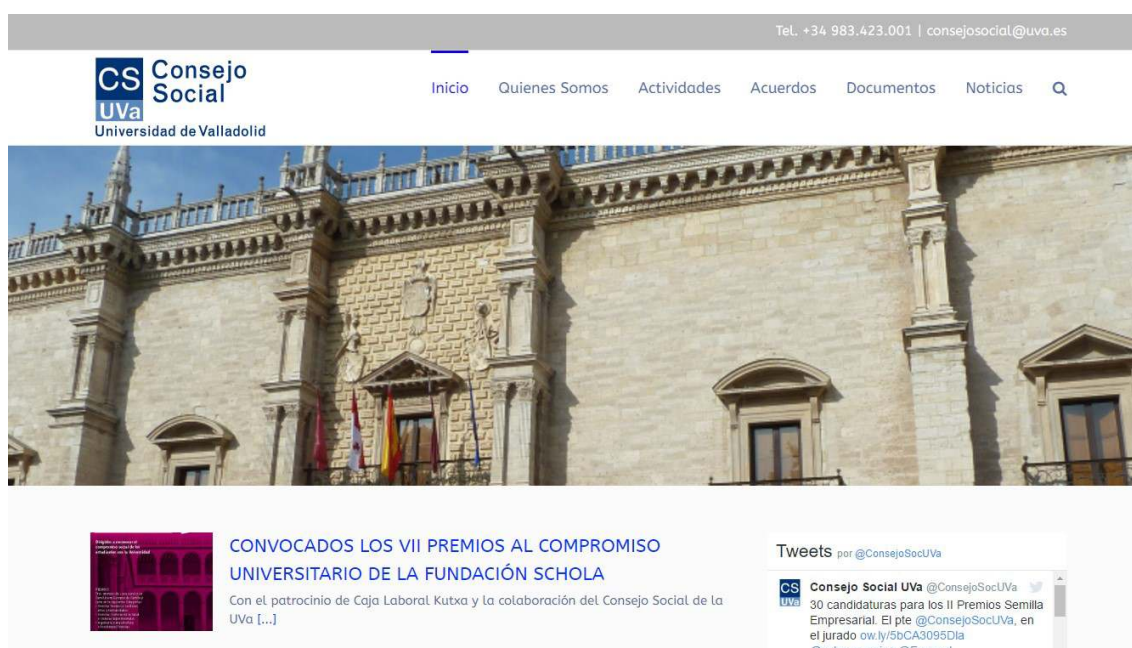 Tel. +34 983.423.001 | consejosocial@uva.es
CS Consejo
Social
UVa
Universidad de Valladolid
Inicio Quienes Somos Actividades Acuerdos Documentos Noticias
CONVOCADOS LOS VII PREMIOS AL COMPROMISO
UNIVERSITARIO DE LA FUNDACIÓN SCHOLA
Con el patrocinio de Caja Laboral Kutxa y la colaboración del Consejo Social de la
UVa [...]
Tweets por @ConsejoSocUVa
CS
UVa
Consejo Social UVa @ConsejoSocUVa
30 candidaturas para los II Premios Semilla
Empresarial. El pte @ConsejoSocUVa, en
el jurado ow.ly/5bCA3095Dla